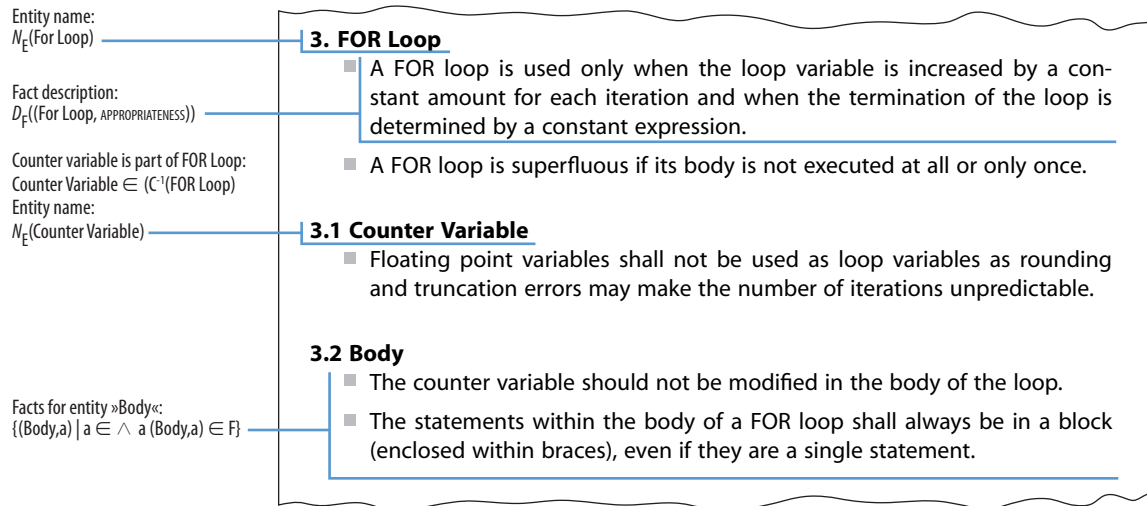 Entity name:
N_E(For Loop)
3. FOR Loop
■ A FOR loop is used only when the loop variable is increased by a con-
stant amount for each iteration and when the termination of the loop is
determined by a constant expression.
Fact description:
D_F((For Loop, APPROPRIATENESS))
■ A FOR loop is superfluous if its body is not executed at all or only once.
Counter variable is part of FOR Loop:
Counter Variable ∈ (C⁻¹(FOR Loop)
Entity name:
N_E(Counter Variable)
3.1 Counter Variable
■ Floating point variables shall not be used as loop variables as rounding
and truncation errors may make the number of iterations unpredictable.
3.2 Body
■ The counter variable should not be modified in the body of the loop.
■ The statements within the body of a FOR loop shall always be in a block
(enclosed within braces), even if they are a single statement.
Facts for entity »Body«:
{(Body,a) | a ∈ ∧ a (Body,a) ∈ F}